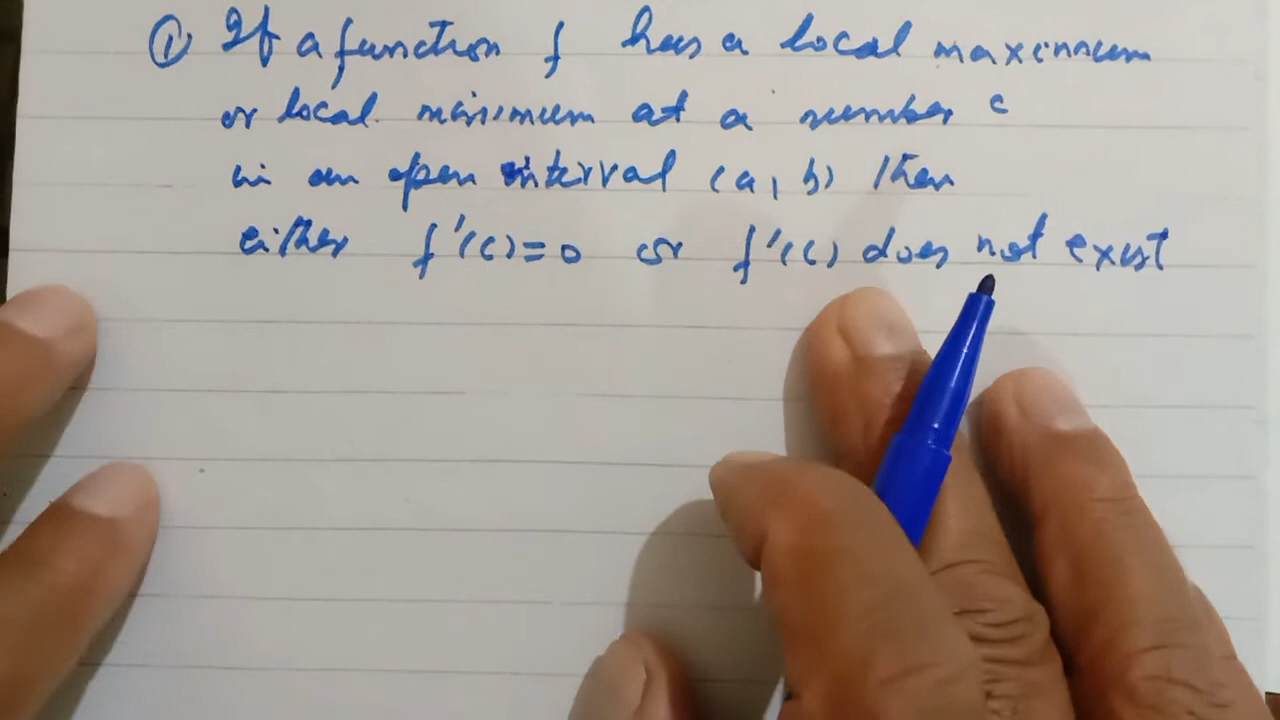 ① If a function f has a local maximum
or local minimum at a number c
in an open interval (a, b) then
either f'(c)=0 or f'(c) does not exist